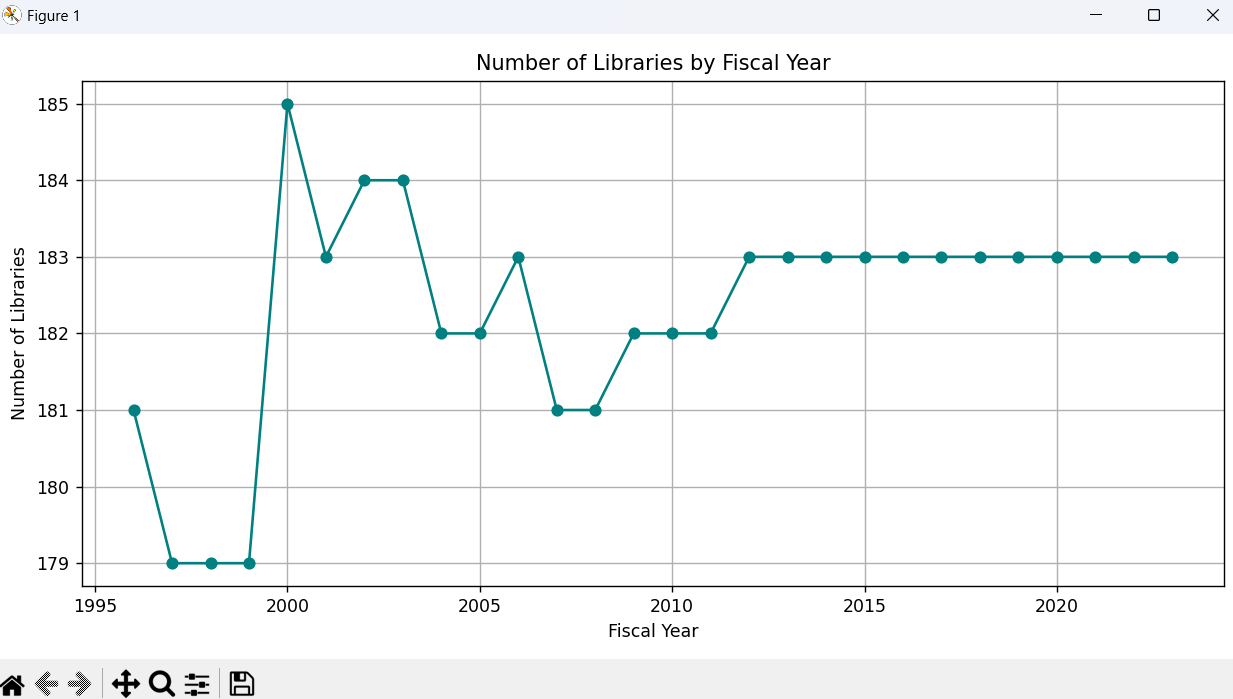 Figure 1
Number of Libraries by Fiscal Year
185
184
183
182
181
180
179
Number of Libraries
1995 2000 2005 2010 2015 2020
Fiscal Year